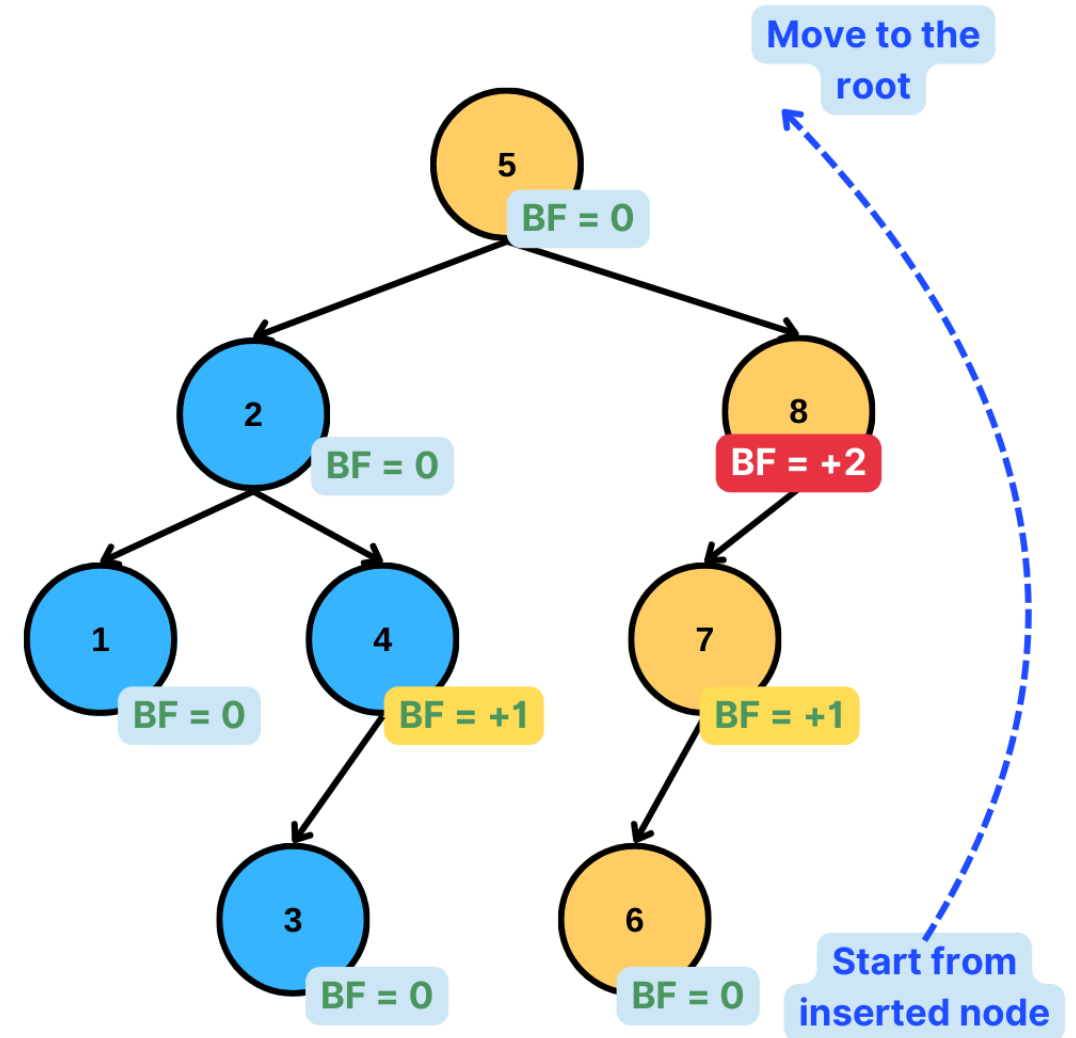 Move to the
root
5
BF = 0
2
BF = 0
8
BF = +2
1
BF = 0
4
BF = +1
7
BF = +1
3
BF = 0
6
BF = 0
Start from
inserted node